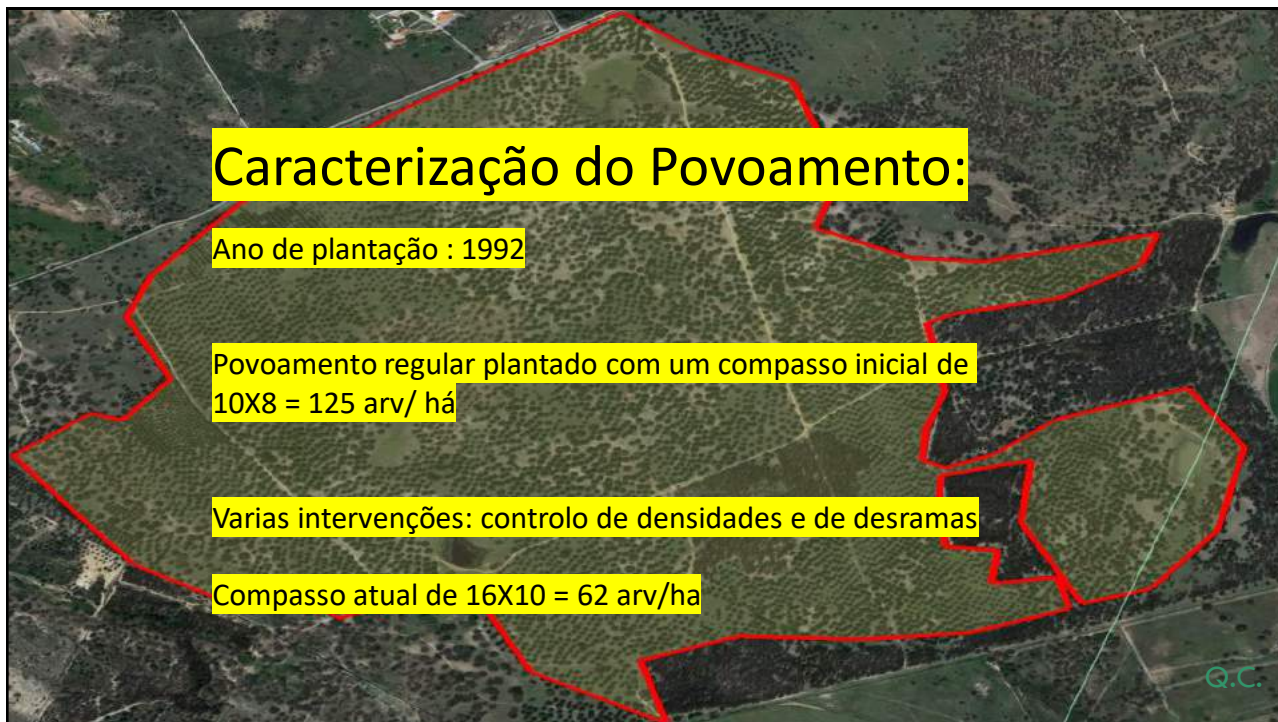 Caracterização do Povoamento:
Ano de plantação : 1992
Povoamento regular plantado com um compasso inicial de
10X8 = 125 arv/ há
Varias intervenções: controlo de densidades e de desramas
Compasso atual de 16X10 = 62 arv/ha
Q.C.